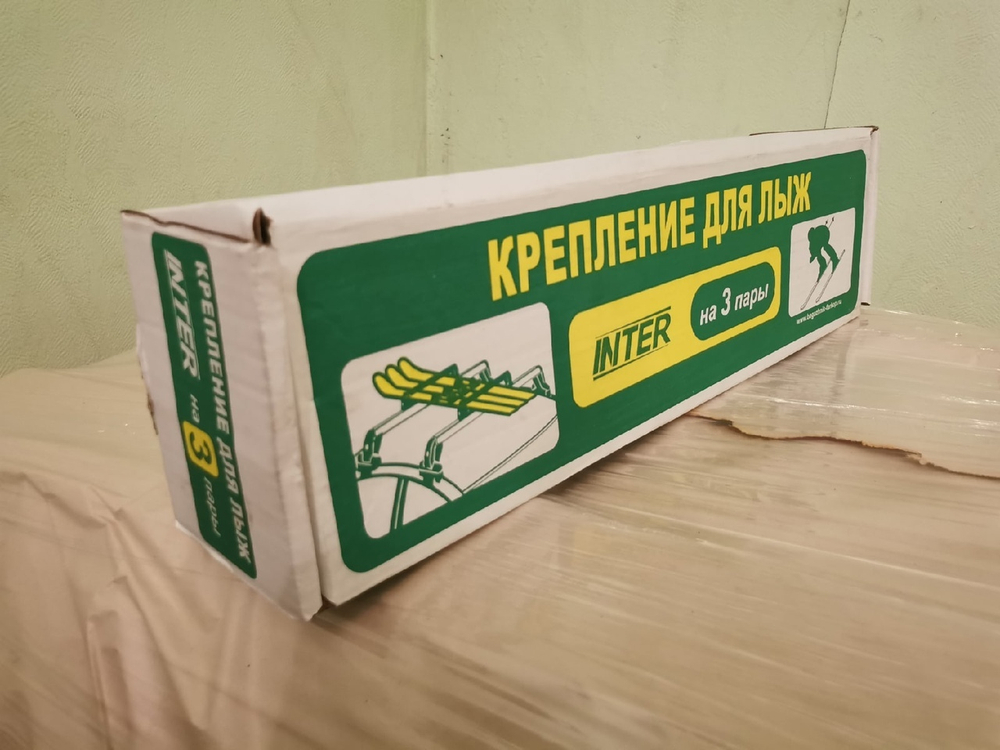 КРЕПЛЕНИЕ ДЛЯ ЛЫЖ
INTER
на 3 пары
КРЕПЛЕНИЕ ДЛЯ ЛЫЖ
INTER на 3 пары